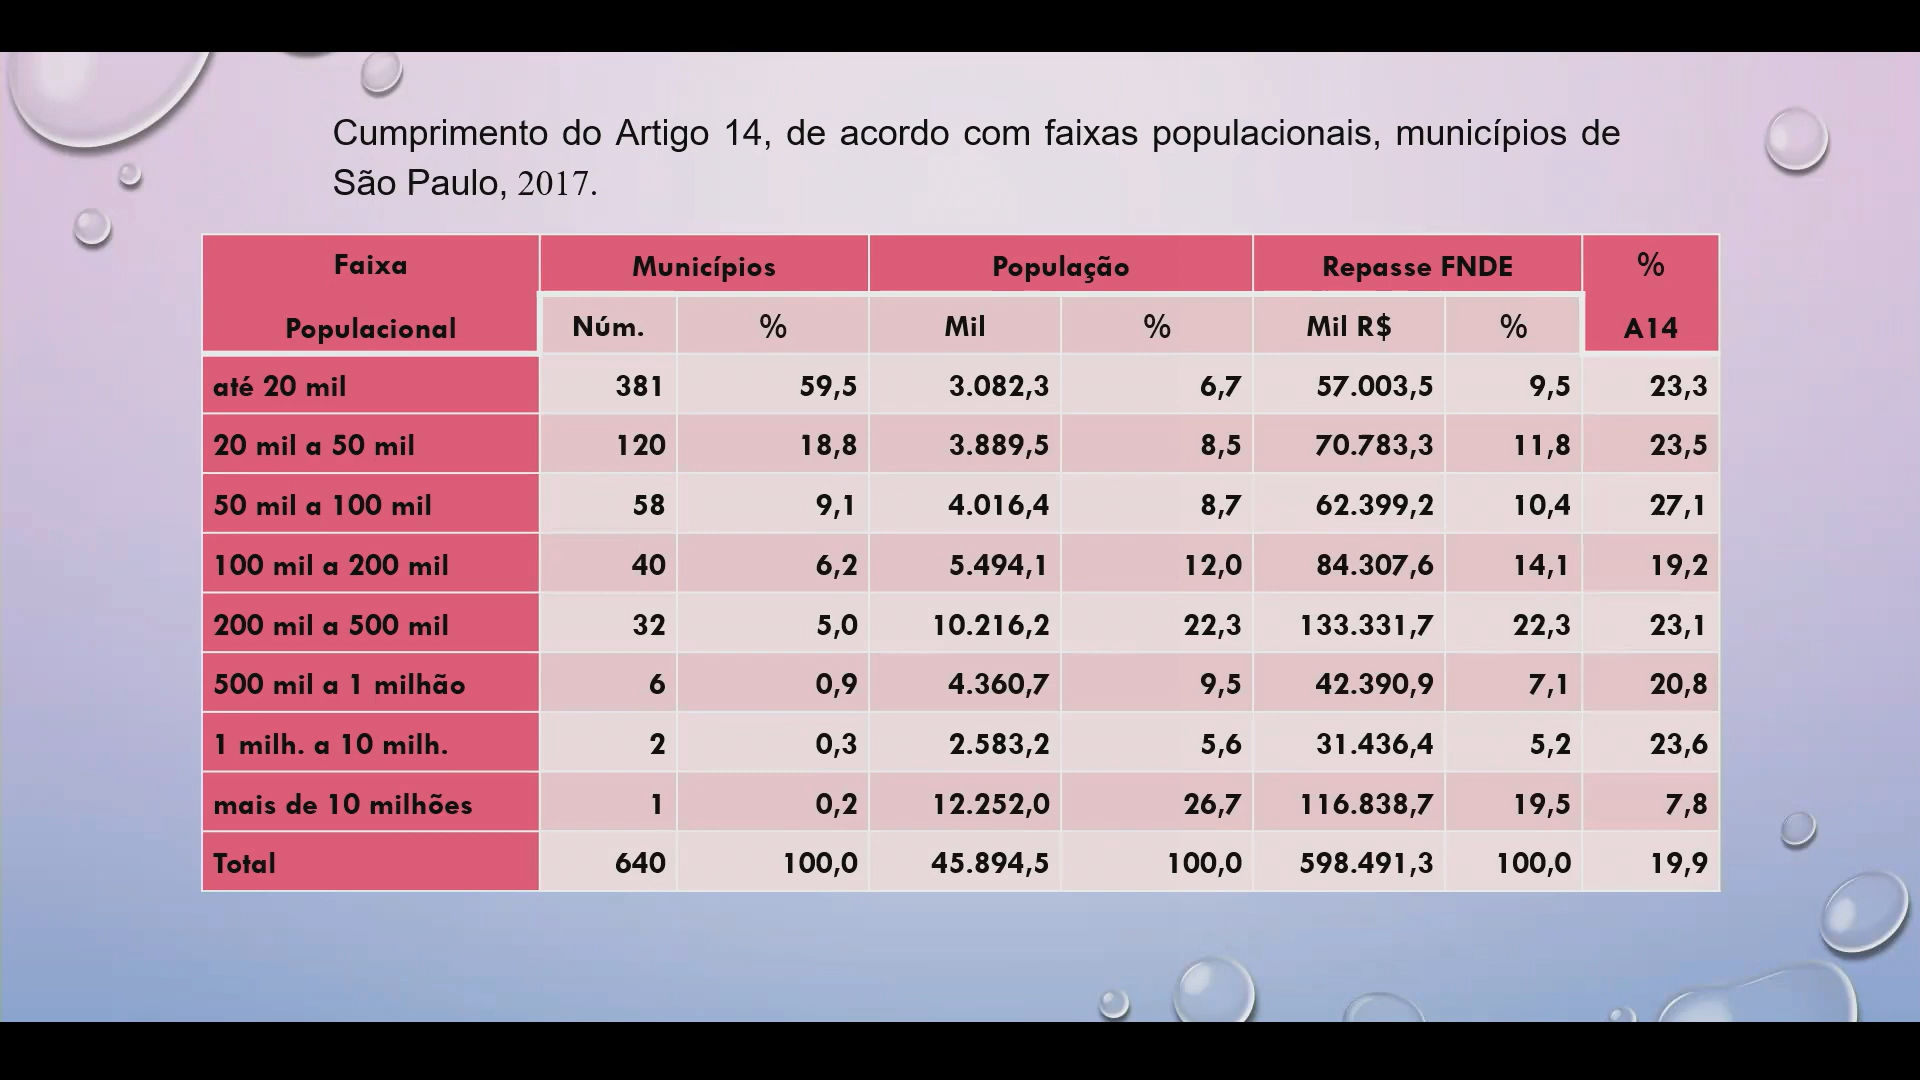 Cumprimento do Artigo 14, de acordo com faixas populacionais, municípios de
São Paulo, 2017.
Faixa Populacional Municípios População Repasse FNDE % A14
Núm. % Mil % Mil R$ %
até 20 mil 381 59,5 3.082,3 6,7 57.003,5 9,5 23,3
20 mil a 50 mil 120 18,8 3.889,5 8,5 70.783,3 11,8 23,5
50 mil a 100 mil 58 9,1 4.016,4 8,7 62.399,2 10,4 27,1
100 mil a 200 mil 40 6,2 5.494,1 12,0 84.307,6 14,1 19,2
200 mil a 500 mil 32 5,0 10.216,2 22,3 133.331,7 22,3 23,1
500 mil a 1 milhão 6 0,9 4.360,7 9,5 42.390,9 7,1 20,8
1 milh. a 10 milh. 2 0,3 2.583,2 5,6 31.436,4 5,2 23,6
mais de 10 milhões 1 0,2 12.252,0 26,7 116.838,7 19,5 7,8
Total 640 100,0 45.894,5 100,0 598.491,3 100,0 19,9